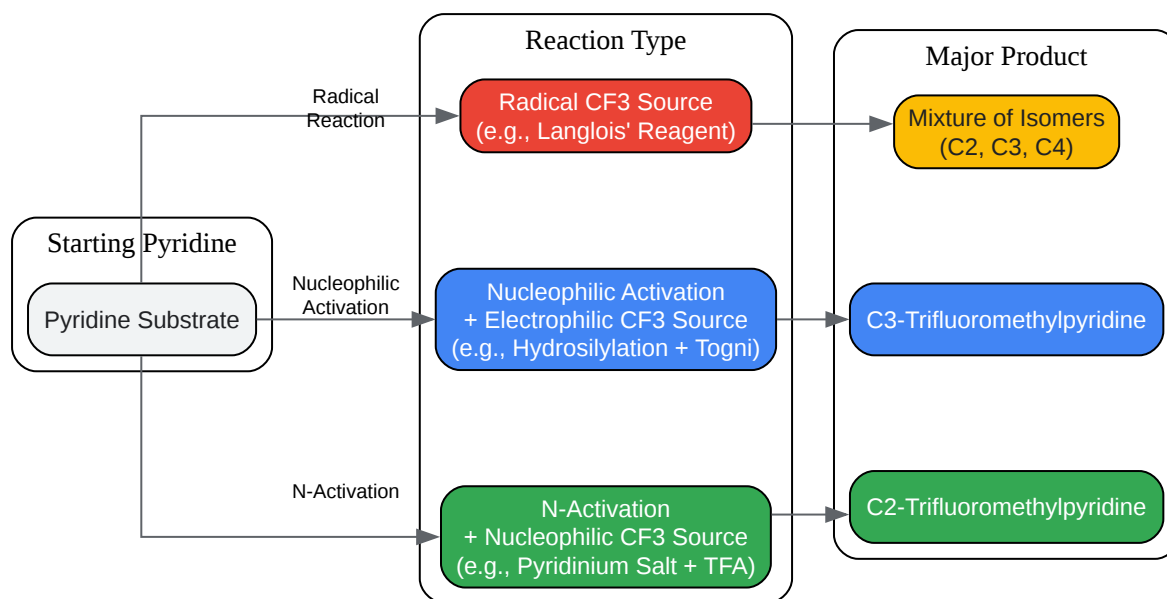 Reaction Type
Major Product
Radical
Reaction
Radical CF3 Source
(e.g., Langlois' Reagent)
Mixture of Isomers
(C2, C3, C4)
Starting Pyridine
Pyridine Substrate
Nucleophilic
Activation
Nucleophilic Activation
+ Electrophilic CF3 Source
(e.g., Hydrosilylation + Togni)
C3-Trifluoromethylpyridine
N-Activation
N-Activation
+ Nucleophilic CF3 Source
(e.g., Pyridinium Salt + TFA)
C2-Trifluoromethylpyridine